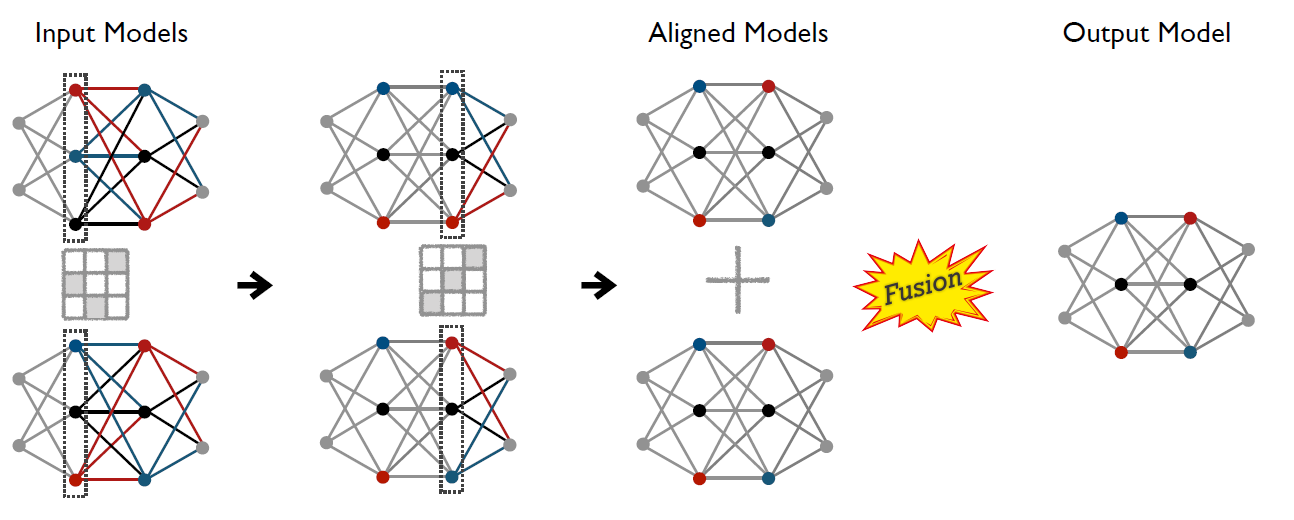 Input Models
Aligned Models
Output Model
Fusion